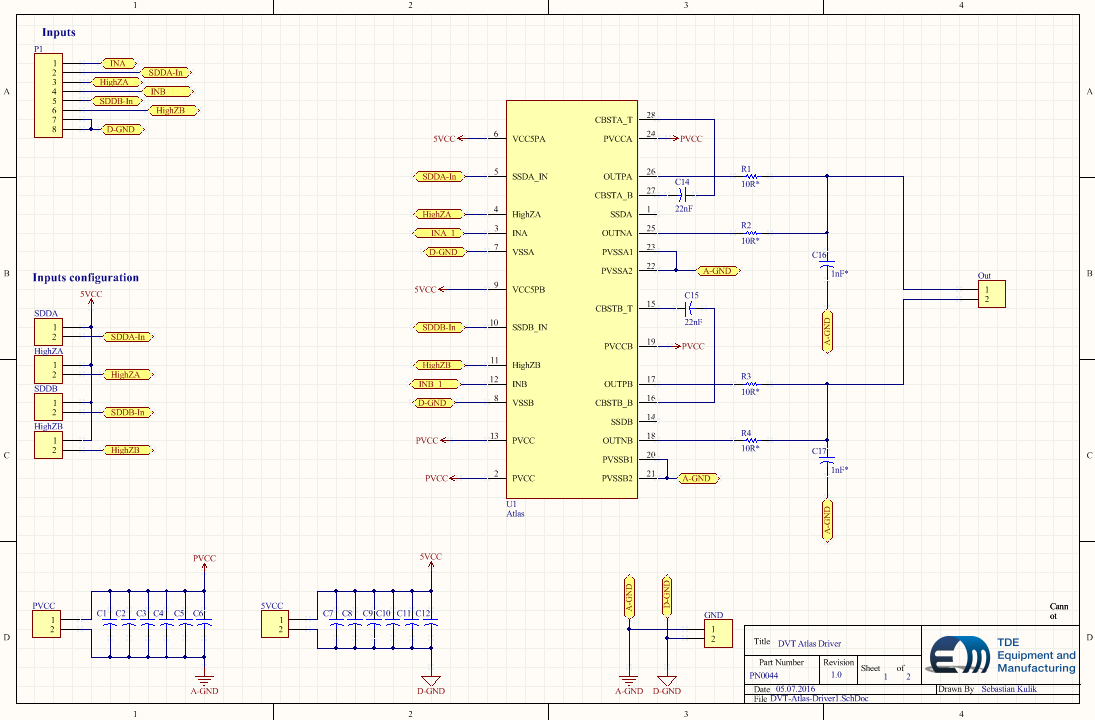 1 2 3 4
A
B
C
D
Inputs
P1
1 INA
2 SDDA-In
3 HighZA
4 INB
5 SDDB-In
6 HighZB
7
8 D-GND
Inputs configuration
5VCC
SDDA
1
2 SDDA-In
HighZA
1
2 HighZA
SDDB
1
2 SDDB-In
HighZB
1
2 HighZB
5VCC 6 VCC5PA
SDDA-In 5 SSDA_IN
HighZA 4 HighZA
INA_1 3 INA
D-GND 7 VSSA
5VCC 9 VCC5PB
SDDB-In 10 SSDB_IN
HighZB 11 HighZB
INB_1 12 INB
D-GND 8 VSSB
PVCC 13 PVCC
PVCC 2 PVCC
CBSTA_T 28
PVCCA 24 PVCC
OUTPA 26
CBSTA_B 27
SSDA 1
OUTNA 25
PVSSA1 23
PVSSA2 22 A-GND
CBSTB_T 15
PVCCB 19 PVCC
OUTPB 17
CBSTB_B 16
SSDB 14
OUTNB 18
PVSSB1 20
PVSSB2 21 A-GND
U1
Atlas
C14
22nF
C15
22nF
R1
10R*
R2
10R*
R3
10R*
R4
10R*
C16
1nF*
A-GND
C17
1nF*
A-GND
Out
1
2
PVCC
PVCC
1
2
C1 C2 C3 C4 C5 C6
A-GND
5VCC
5VCC
1
2
C7 C8 C9 C10 C11 C12
D-GND
A-GND D-GND
GND
1
2
A-GND D-GND
Cann
ot
Title DVT Atlas Driver
Part Number Revision Sheet of
PN0044 1.0 1 2
Date 05.07.2016 Drawn By Sebastian Kulik
File DVT-Atlas-Driver1.SchDoc
TDE
Equipment and
Manufacturing
A
B
C
D
1 2 3 4